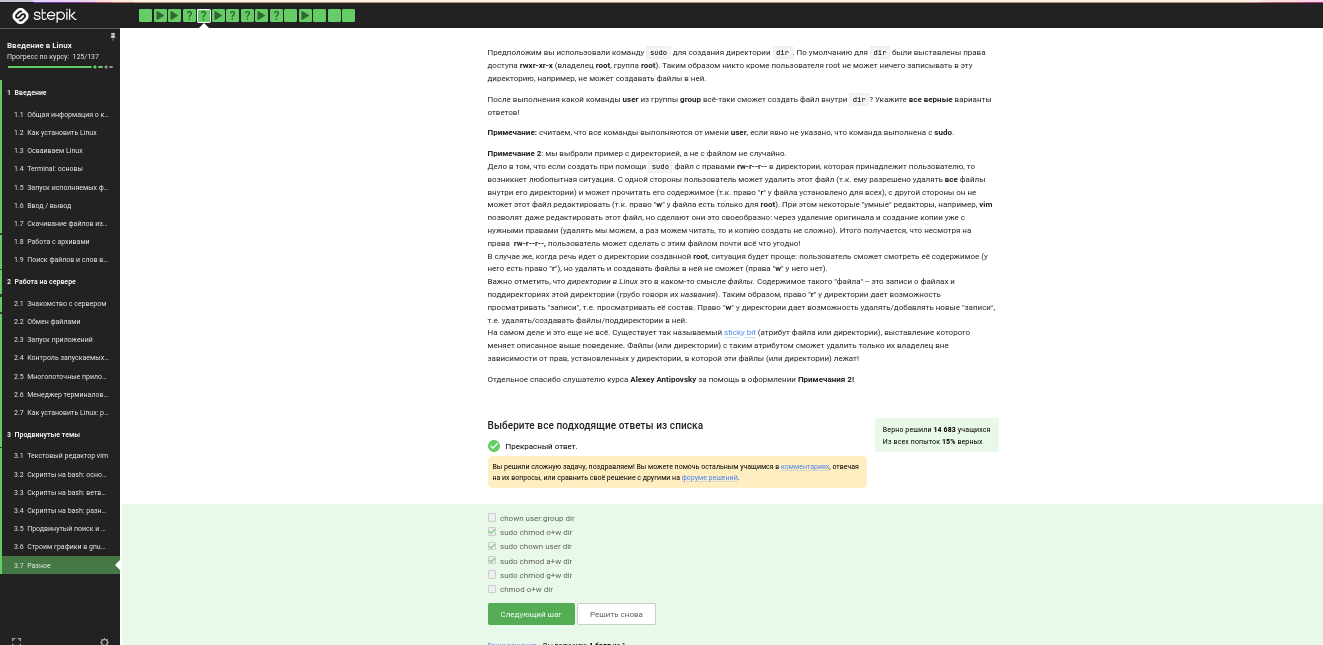 stepik
Введение в Linux
Прогресс по курсу: 125/137
1 Введение
1.1 Общая информация о к...
1.2 Как установить Linux
1.3 Осваиваем Linux
1.4 Terminal: основы
1.5 Запуск исполняемых ф...
1.6 Ввод / вывод
1.7 Скачивание файлов из...
1.8 Работа с архивами
1.9 Поиск файлов и слов в...
2 Работа на сервере
2.1 Знакомство с сервером
2.2 Обмен файлами
2.3 Запуск приложений
2.4 Контроль запускаемых...
2.5 Многопоточные прило...
2.6 Менеджер терминалов...
2.7 Как установить Linux: р...
3 Продвинутые темы
3.1 Текстовый редактор vim
3.2 Скрипты на bash: осно...
3.3 Скрипты на bash: ветв...
3.4 Скрипты на bash: разн...
3.5 Продвинутый поиск и ...
3.6 Строим графики в gnu...
3.7 Разное
Предположим вы использовали команду sudo для создания директории dir. По умолчанию для dir были выставлены права
доступа rwxr-xr-x (владелец root, группа root). Таким образом никто кроме пользователя root не может ничего записывать в эту
директорию, например, не может создавать файлы в ней.
После выполнения какой команды user из группы group всё-таки сможет создать файл внутри dir? Укажите все верные варианты
ответов!
Примечание: считаем, что все команды выполняются от имени user, если явно не указано, что команда выполнена с sudo.
Примечание 2: мы выбрали пример с директорией, а не с файлом не случайно.
Дело в том, что если создать при помощи sudo файл с правами rw-r--r-- в директории, которая принадлежит пользователю, то
возникнет любопытная ситуация. С одной стороны пользователь может удалить этот файл (т.к. ему разрешено удалять все файлы
внутри его директории) и может прочитать его содержимое (т.к. право "r" у файла установлено для всех), с другой стороны он не
может этот файл редактировать (т.к. право "w" у файла есть только для root). При этом некоторые "умные" редакторы, например, vim
позволят даже редактировать этот файл, но сделают они это своеобразно: через удаление оригинала и создание копии уже с
нужными правами (удалять мы можем, а раз можем читать, то и копию создать не сложно). Итого получается, что несмотря на
права rw-r--r--, пользователь может сделать с этим файлом почти всё что угодно!
В случае же, когда речь идет о директории созданной root, ситуация будет проще: пользователь сможет смотреть её содержимое (у
него есть право "r"), но удалять и создавать файлы в ней не сможет (права "w" у него нет).
Важно отметить, что директории в Linux это в каком-то смысле файлы. Содержимое такого "файла" – это записи о файлах и
поддиректориях этой директории (грубо говоря их названия). Таким образом, право "r" у директории дает возможность
просматривать "записи", т.е. просматривать её состав. Право "w" у директории дает возможность удалять/добавлять новые "записи",
т.е. удалять/создавать файлы/поддиректории в ней.
На самом деле и это еще не всё. Существует так называемый sticky bit (атрибут файла или директории), выставление которого
меняет описанное выше поведение. Файлы (или директории) с таким атрибутом сможет удалить только их владелец вне
зависимости от прав, установленных у директории, в которой эти файлы (или директории) лежат!
Отдельное спасибо слушателю курса Alexey Antipovsky за помощь в оформлении Примечания 2!
Выберите все подходящие ответы из списка
Верно решили 14 683 учащихся
Из всех попыток 15% верных
Прекрасный ответ.
Вы решили сложную задачу, поздравляем! Вы можете помочь остальным учащимся в комментариях, отвечая
на их вопросы, или сравнить своё решение с другими на форуме решений.
chown user:group dir
sudo chmod o+w dir
sudo chown user dir
sudo chmod a+w dir
sudo chmod g+w dir
chmod o+w dir
Следующий шаг
Решить снова